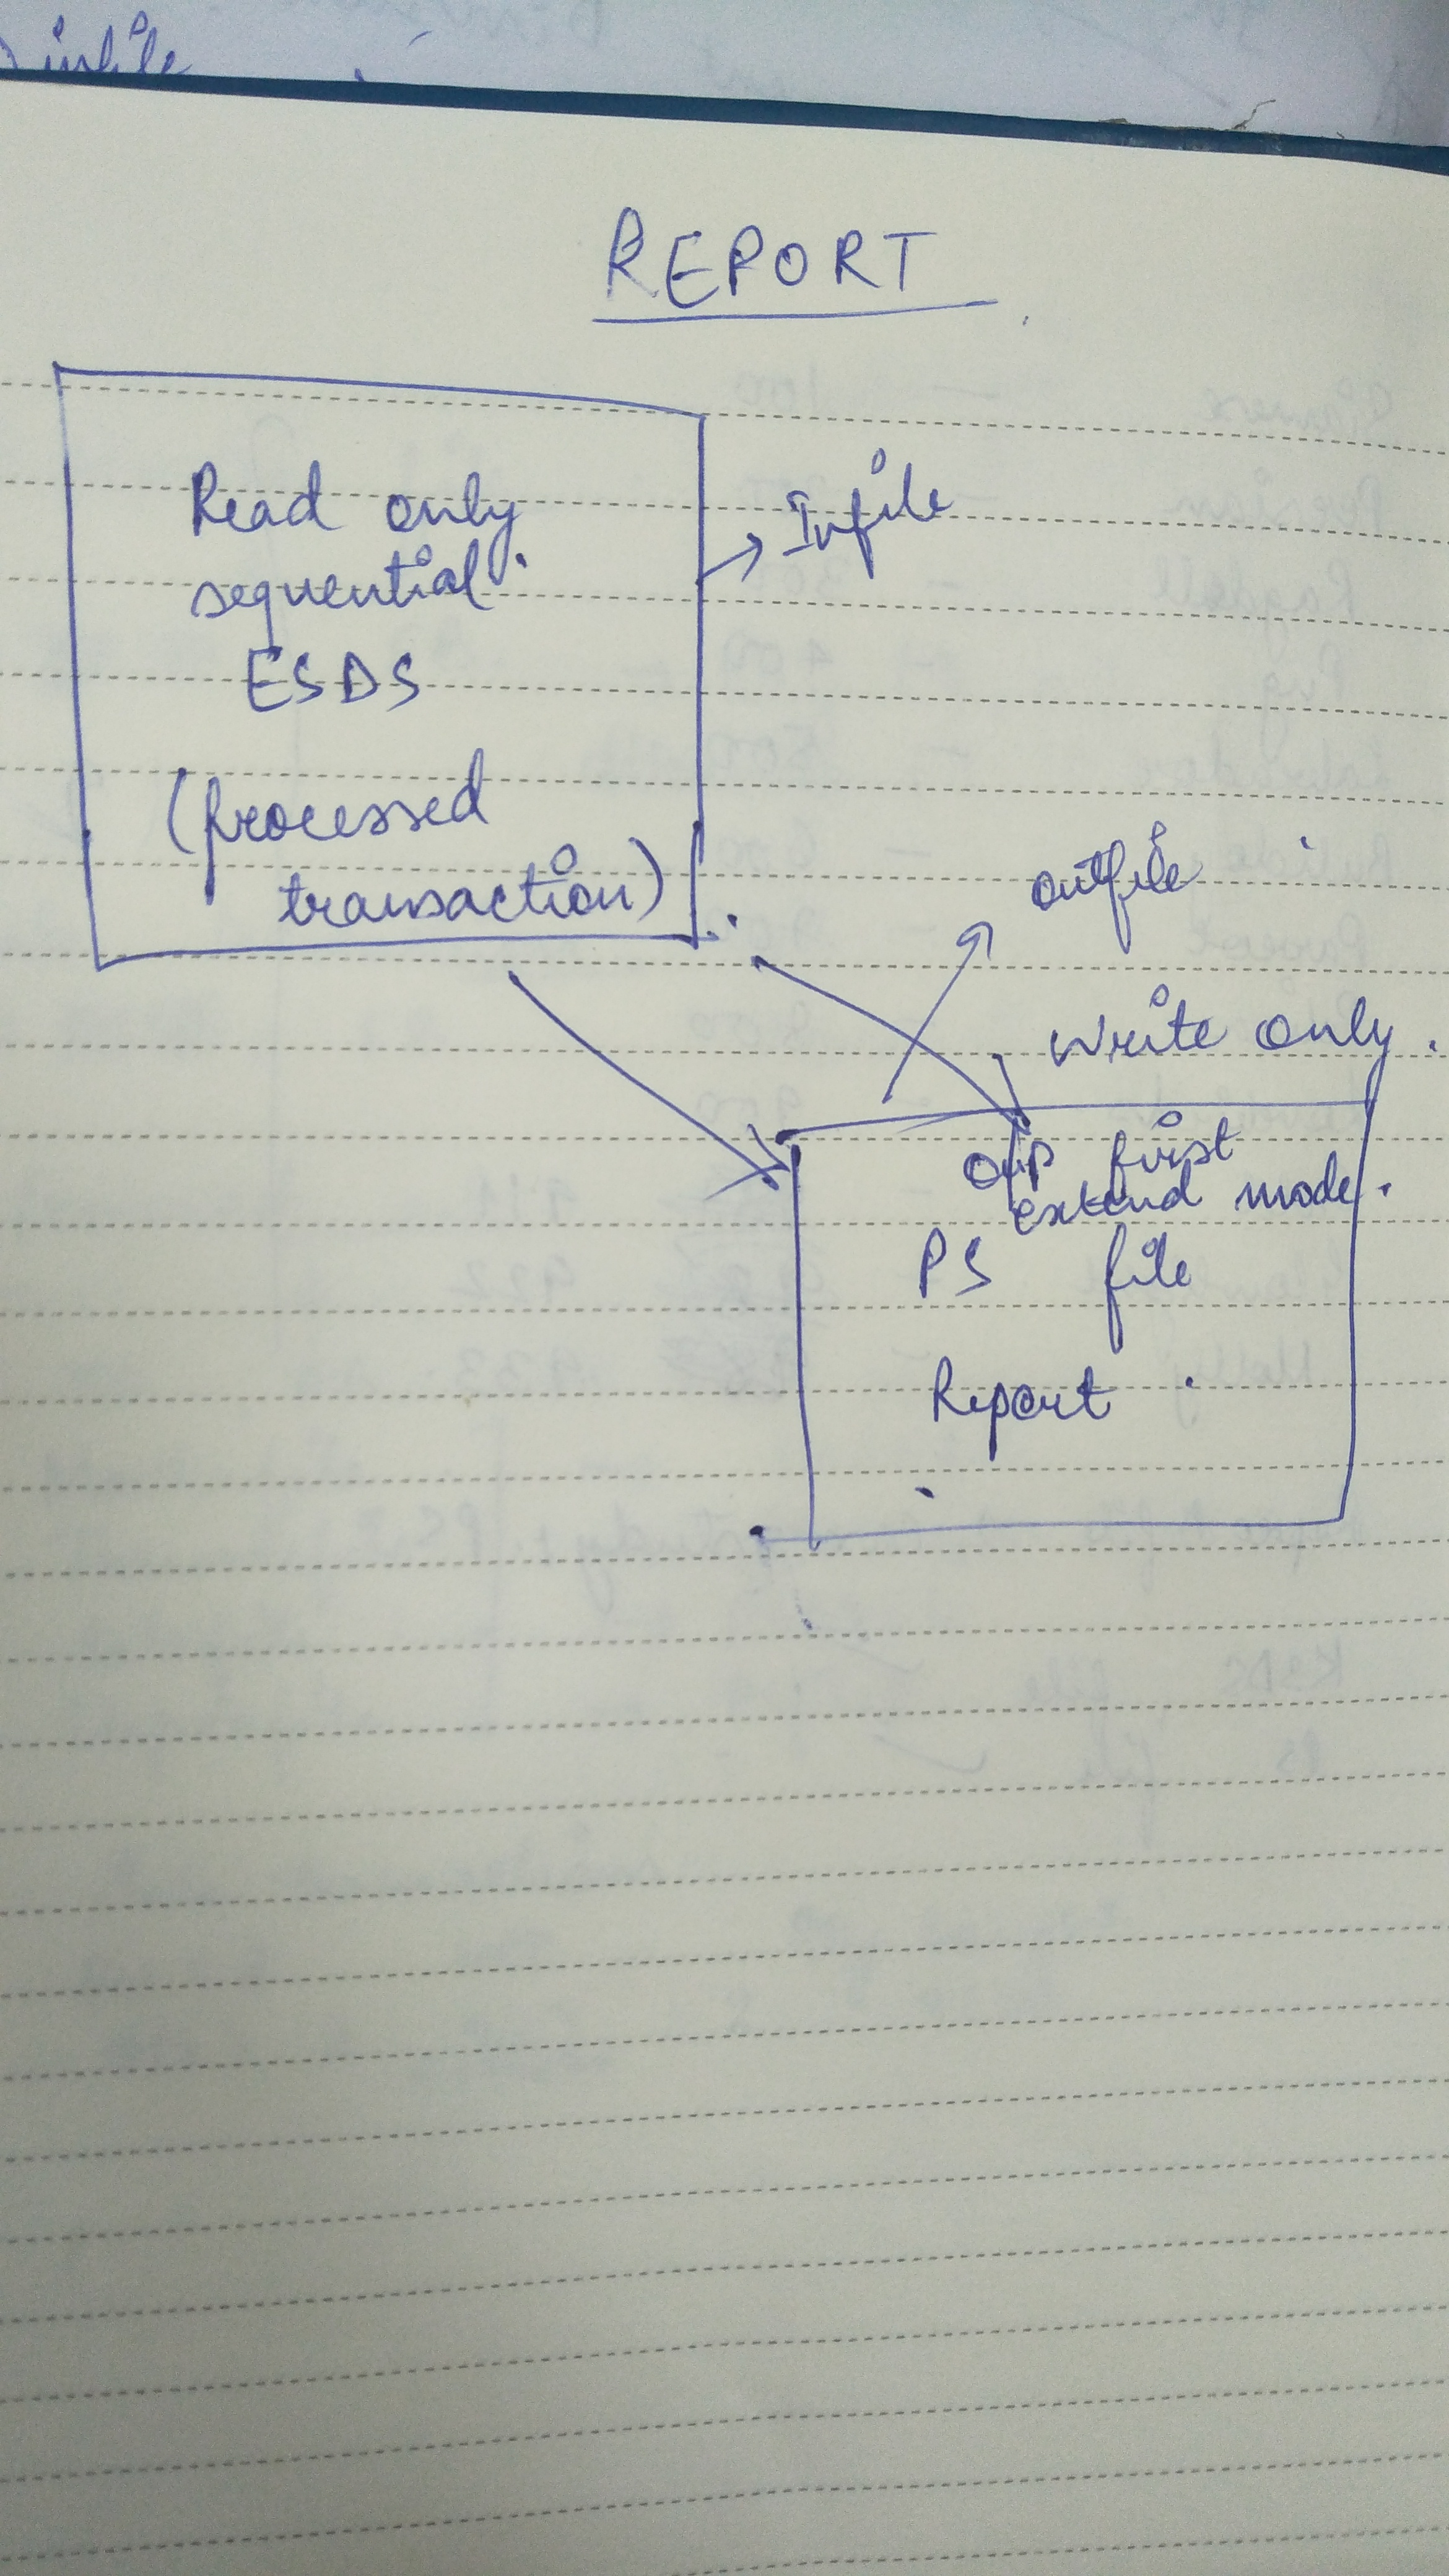 infile
REPORT
Read only
sequential
ESDS
(processed
transaction)
Infile
outfile
Write only.
O/P first
extend mode.
PS file
Report